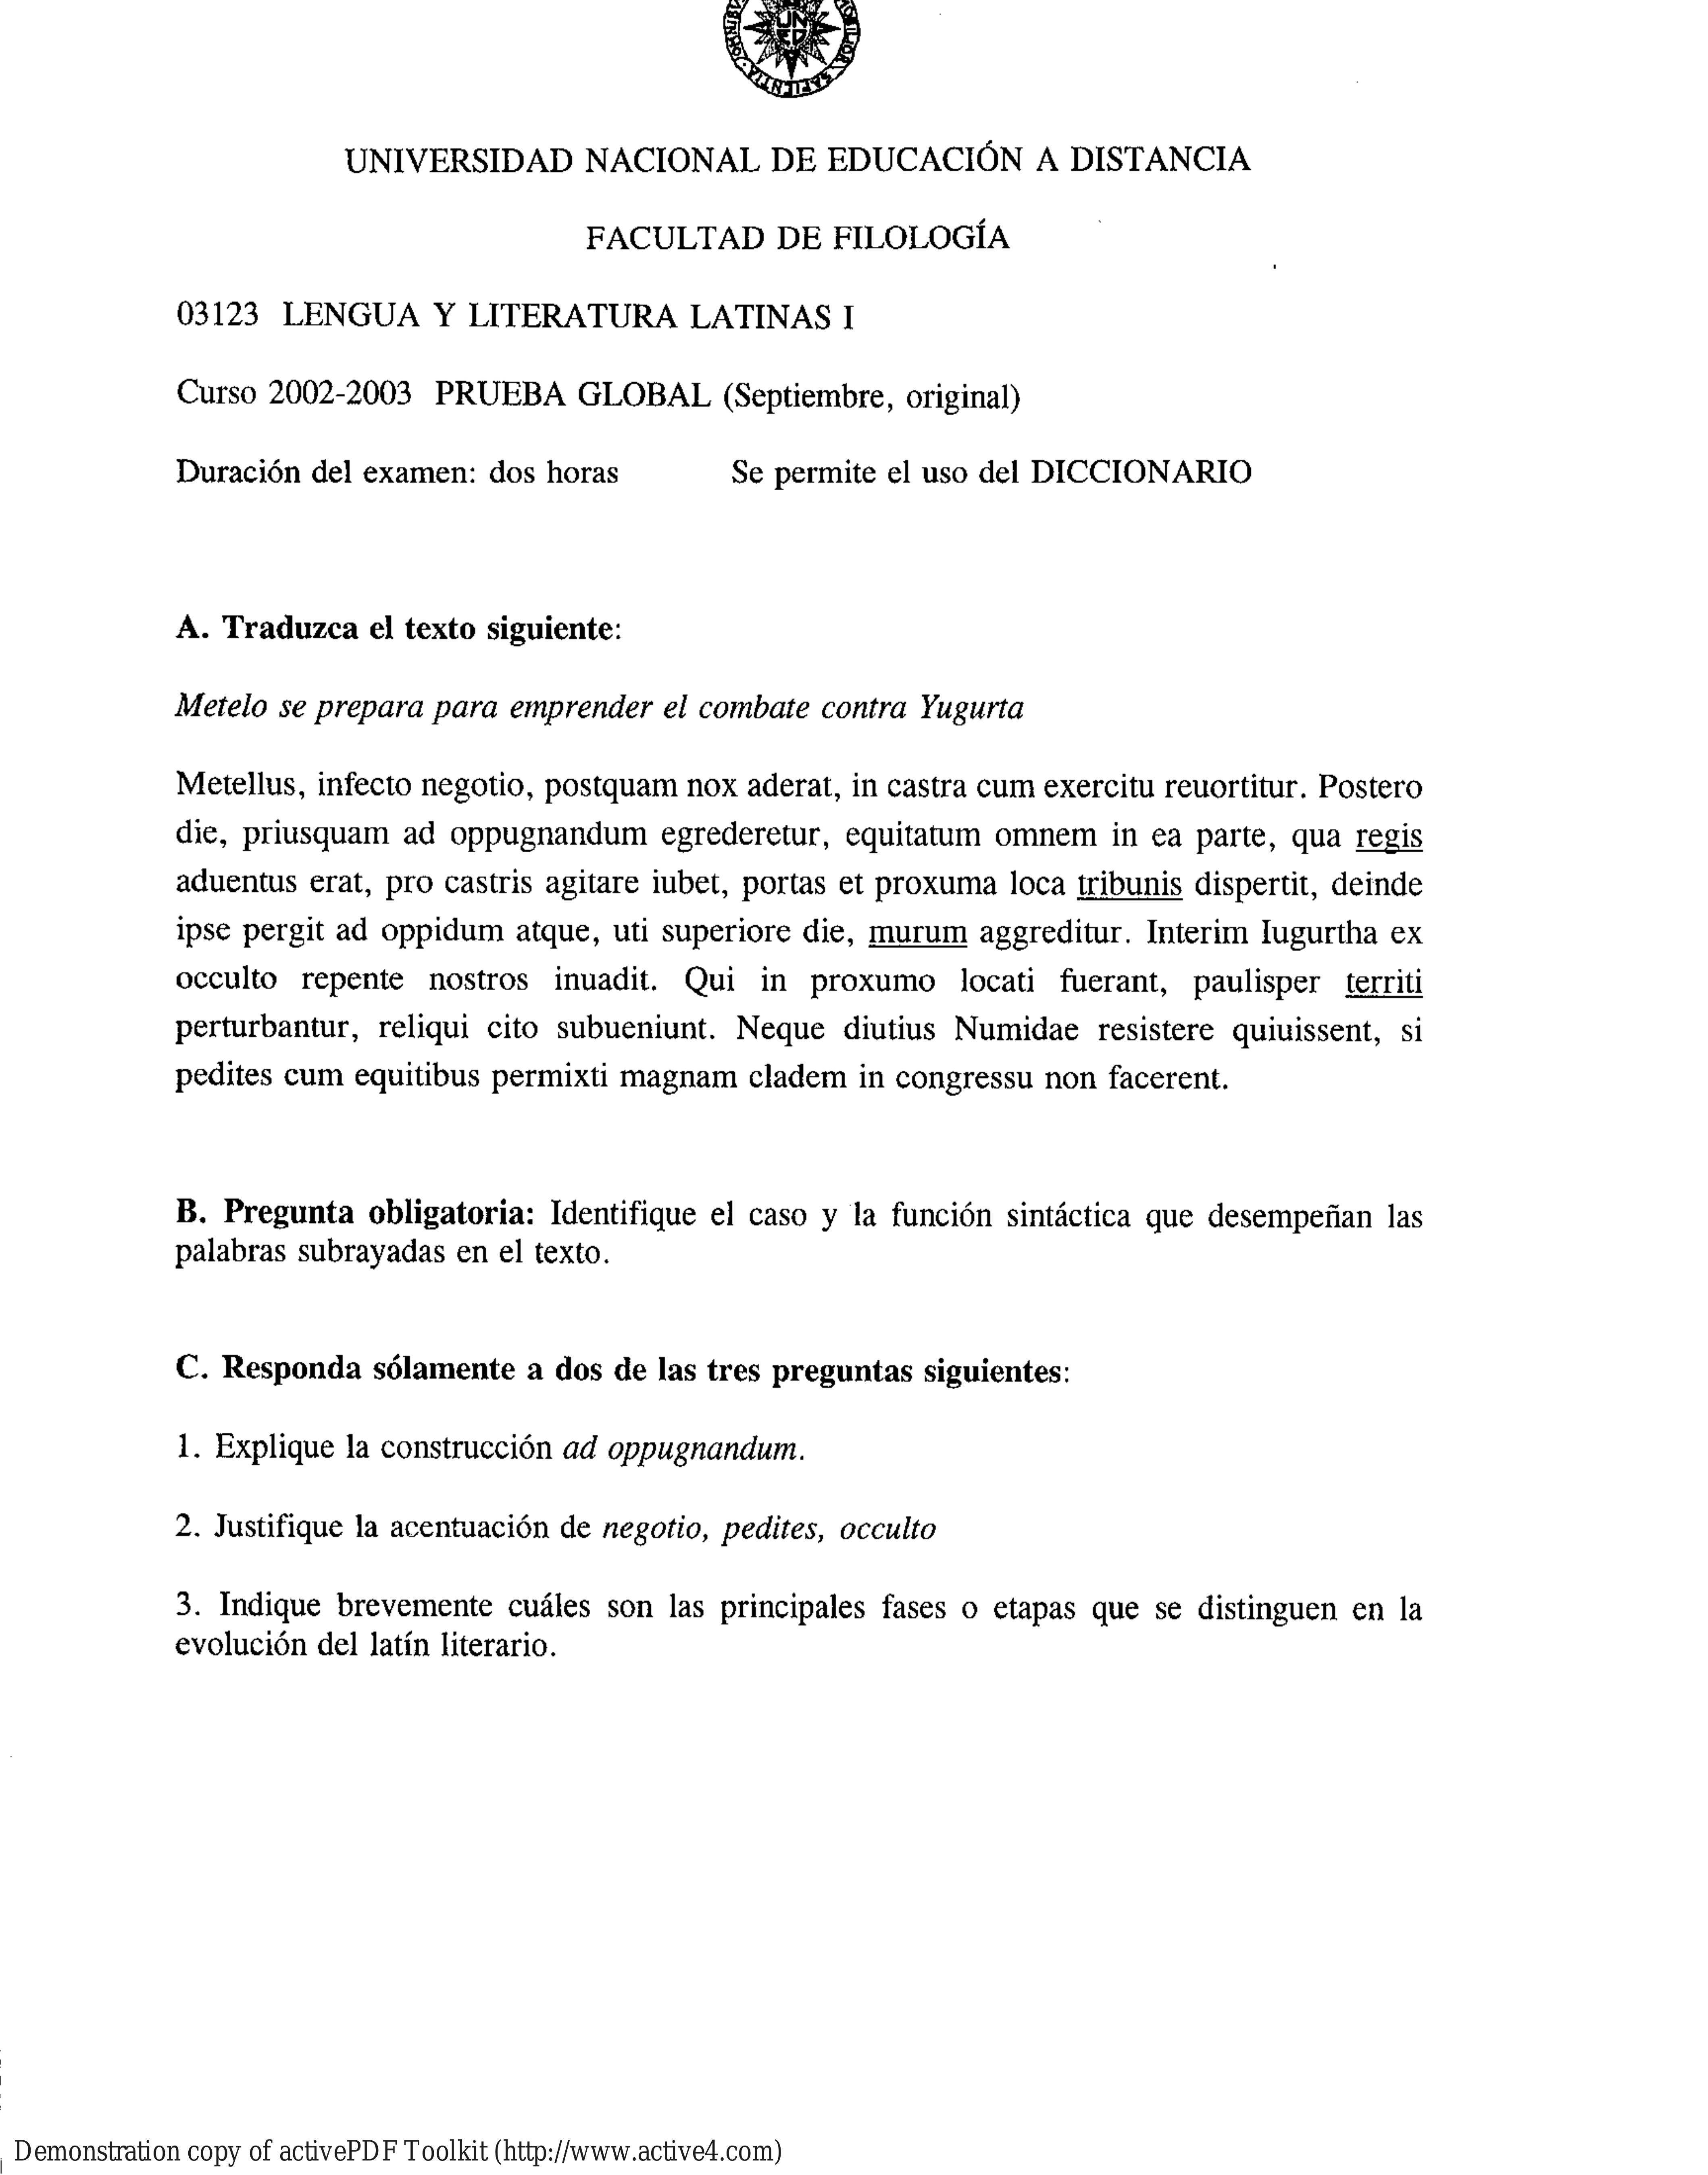 UNED
SAPIENTIA
UNIVERSIDAD NACIONAL DE EDUCACIÓN A DISTANCIA
FACULTAD DE FILOLOGÍA
03123 LENGUA Y LITERATURA LATINAS I
Curso 2002-2003 PRUEBA GLOBAL (Septiembre, original)
Duración del examen: dos horas Se permite el uso del DICCIONARIO
A. Traduzca el texto siguiente:
Metelo se prepara para emprender el combate contra Yugurta
Metellus, infecto negotio, postquam nox aderat, in castra cum exercitu reuortitur. Postero
die, priusquam ad oppugnandum egrederetur, equitatum omnem in ea parte, qua regis
aduentus erat, pro castris agitare iubet, portas et proxuma loca tribunis dispertit, deinde
ipse pergit ad oppidum atque, uti superiore die, murum aggreditur. Interim Iugurtha ex
occulto repente nostros inuadit. Qui in proxumo locati fuerant, paulisper territi
perturbantur, reliqui cito subueniunt. Neque diutius Numidae resistere quiuissent, si
pedites cum equitibus permixti magnam cladem in congressu non facerent.
B. Pregunta obligatoria: Identifique el caso y la función sintáctica que desempeñan las
palabras subrayadas en el texto.
C. Responda sólamente a dos de las tres preguntas siguientes:
1. Explique la construcción ad oppugnandum.
2. Justifique la acentuación de negotio, pedites, occulto
3. Indique brevemente cuáles son las principales fases o etapas que se distinguen en la
evolución del latín literario.
Demonstration copy of activePDF Toolkit (http://www.active4.com)